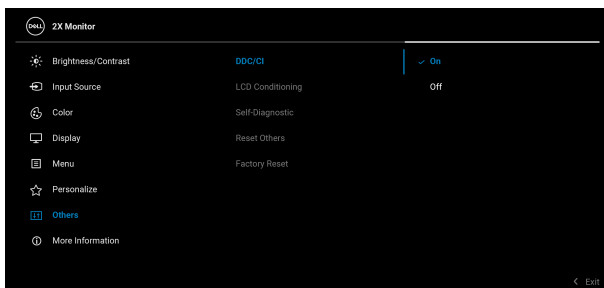 DELL 2X Monitor
Brightness/Contrast DDC/CI On
Input Source LCD Conditioning Off
Color Self-Diagnostic
Display Reset Others
Menu Factory Reset
Personalize
Others
More Information
Exit